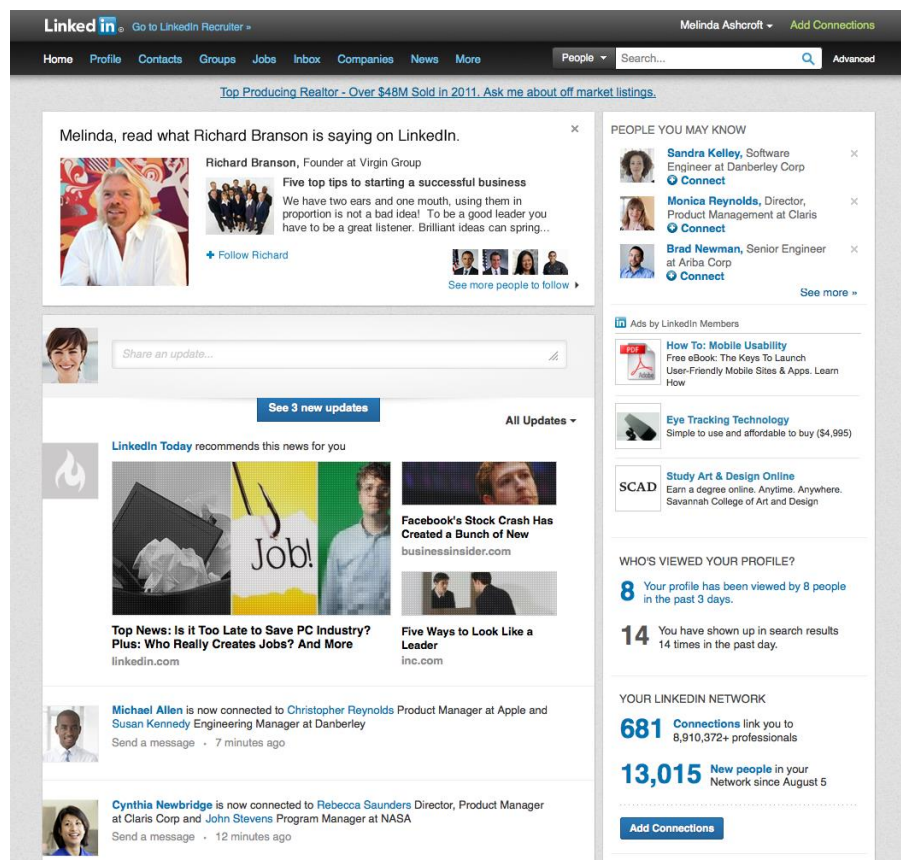 Linked in ® Go to LinkedIn Recruiter »
Melinda Ashcroft Add Connections
Home Profile Contacts Groups Jobs Inbox Companies News More
People Search... Advanced
Top Producing Realtor - Over $48M Sold in 2011. Ask me about off market listings.
Melinda, read what Richard Branson is saying on LinkedIn.
×
Richard Branson, Founder at Virgin Group
Five top tips to starting a successful business
We have two ears and one mouth, using them in
proportion is not a bad idea! To be a good leader you
have to be a great listener. Brilliant ideas can spring...
+ Follow Richard
See more people to follow
Share an update...
See 3 new updates
All Updates
LinkedIn Today recommends this news for you
Job!
Top News: Is it Too Late to Save PC Industry?
Plus: Who Really Creates Jobs? And More
linkedin.com
Facebook's Stock Crash Has
Created a Bunch of New
businessinsider.com
Five Ways to Look Like a
Leader
inc.com
Michael Allen is now connected to Christopher Reynolds Product Manager at Apple and
Susan Kennedy Engineering Manager at Danberley
Send a message • 7 minutes ago
Cynthia Newbridge is now connected to Rebecca Saunders Director, Product Manager
at Claris Corp and John Stevens Program Manager at NASA
Send a message • 12 minutes ago
PEOPLE YOU MAY KNOW
Sandra Kelley, Software ×
Engineer at Danberley Corp
Connect
Monica Reynolds, Director, ×
Product Management at Claris
Connect
Brad Newman, Senior Engineer ×
at Ariba Corp
Connect
See more »
in Ads by LinkedIn Members
PDF
Adobe
How To: Mobile Usability
Free eBook: The Keys To Launch
User-Friendly Mobile Sites & Apps. Learn
How
Eye Tracking Technology
Simple to use and affordable to buy ($4,995)
SCAD
Study Art & Design Online
Earn a degree online. Anytime. Anywhere.
Savannah College of Art and Design
WHO'S VIEWED YOUR PROFILE?
8 Your profile has been viewed by 8 people
in the past 3 days.
14 You have shown up in search results
14 times in the past day.
YOUR LINKEDIN NETWORK
681 Connections link you to
8,910,372+ professionals
13,015 New people in your
Network since August 5
Add Connections